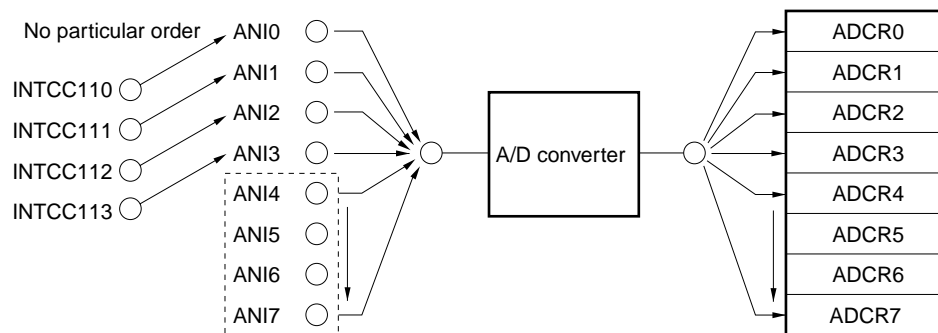 No particular order
INTCC110
INTCC111
INTCC112
INTCC113
ANI0
ANI1
ANI2
ANI3
ANI4
ANI5
ANI6
ANI7
A/D converter
ADCR0
ADCR1
ADCR2
ADCR3
ADCR4
ADCR5
ADCR6
ADCR7